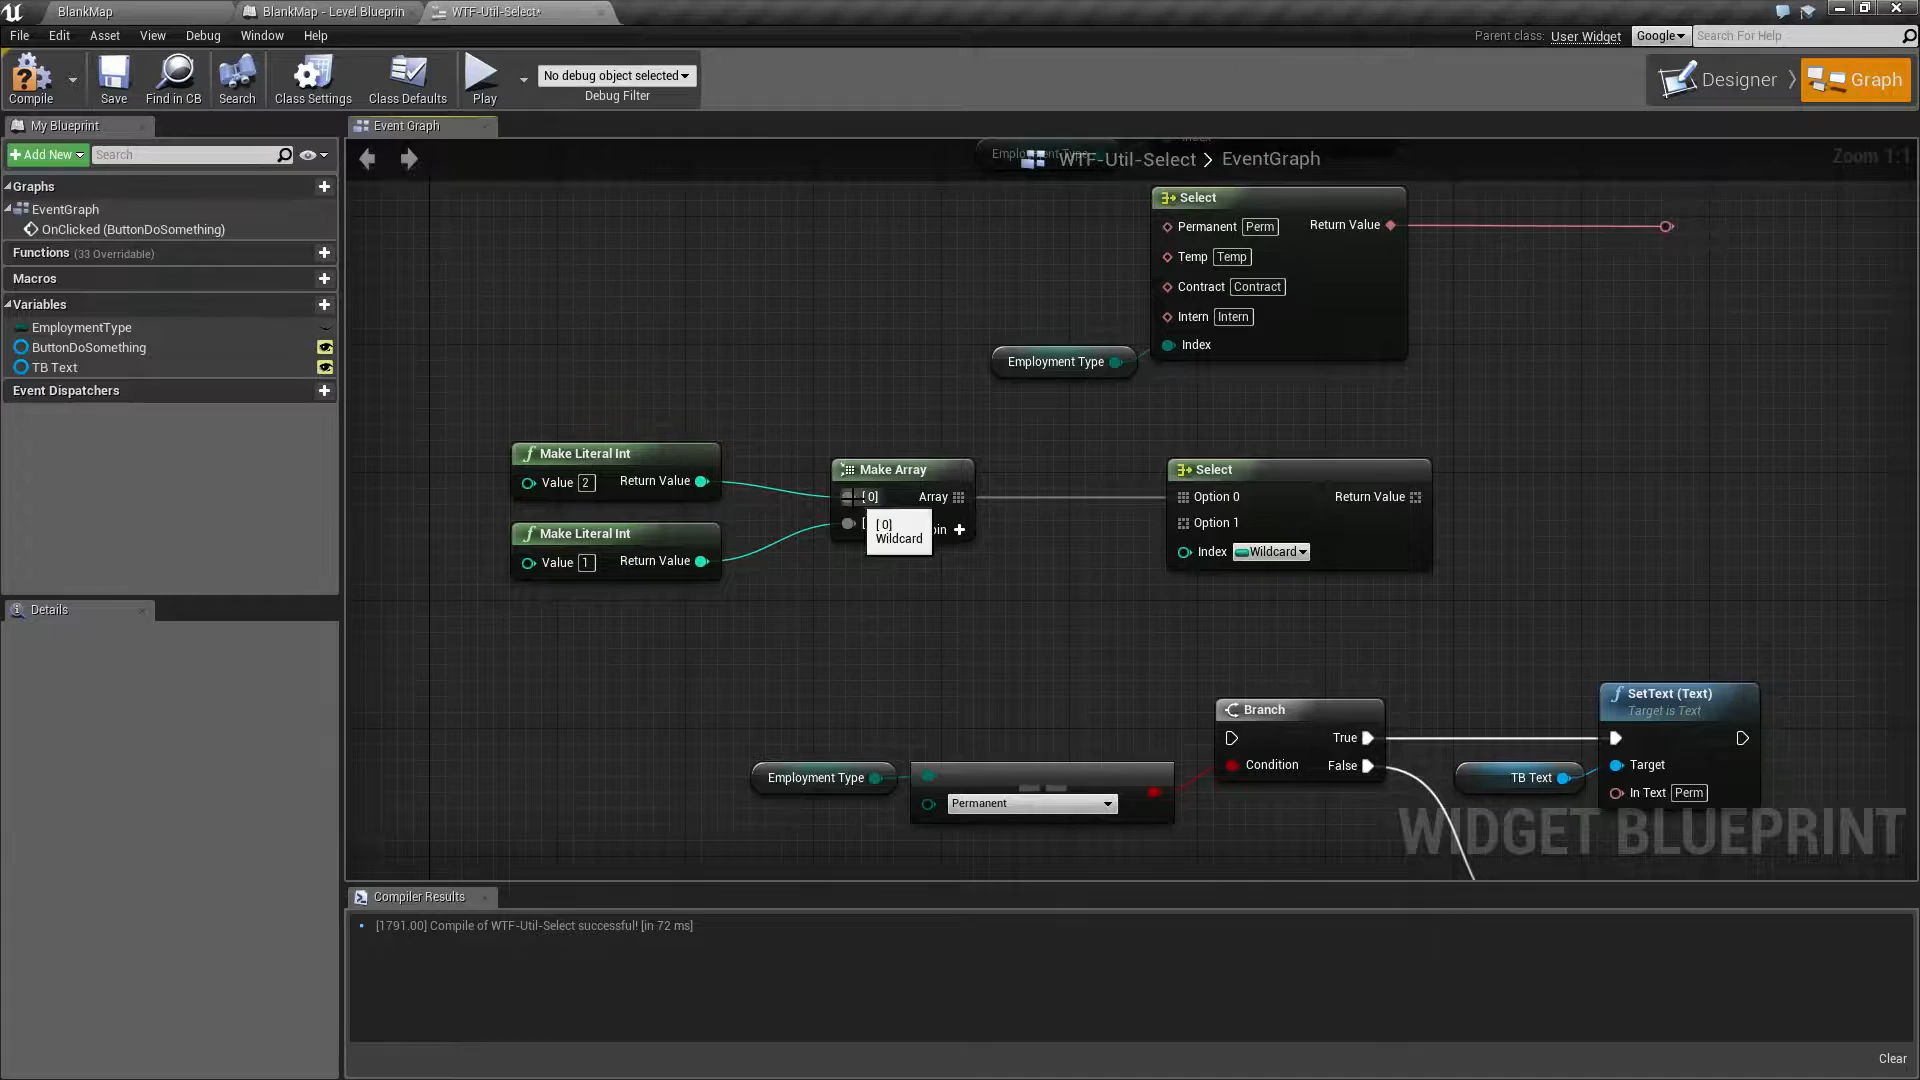 BlankMap
BlankMap - Level Blueprin
WTF-Util-Select*
File Edit Asset View Debug Window Help
Parent class: User Widget Google Search For Help
Compile
Save
Find in CB
Search
Class Settings
Class Defaults
Play
No debug object selected
Debug Filter
Designer
Graph
My Blueprint
Event Graph
Add New
Search
Graphs
EventGraph
OnClicked (ButtonDoSomething)
Functions (33 Overridable)
Macros
Variables
EmploymentType
ButtonDoSomething
TB Text
Event Dispatchers
Details
Index
Employment Type
WTF-Util-Select > EventGraph
Zoom 1:1
Select
Permanent Perm
Return Value
Temp Temp
Contract Contract
Intern Intern
Index
Employment Type
Make Literal Int
Value 2
Return Value
Make Literal Int
Value 1
Return Value
Make Array
[0]
Array
[
in
[0]
Wildcard
Select
Option 0
Return Value
Option 1
Index Wildcard
Branch
True
Condition
False
Employment Type
Permanent
TB Text
SetText (Text)
Target is Text
Target
In Text Perm
WIDGET BLUEPRINT
Compiler Results
• [1791.00] Compile of WTF-Util-Select successful! [in 72 ms]
Clear